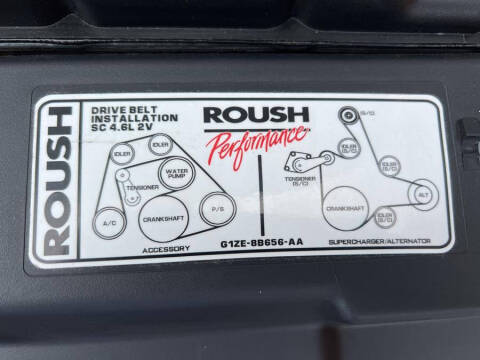 ROUSH
DRIVE BELT
INSTALLATION
SC 4.6L 2V
IDLER
IDLER
WATER
PUMP
TENSIONER
A/C
CRANKSHAFT
P/S
ACCESSORY
ROUSH
Performance
G1ZE-8B656-AA
(S/C)
IDLER
(S/C)
TENSIONER
(S/C)
IDLER
(S/C)
ALT
CRANKSHAFT
IDLER
(S/C)
SUPERCHARGER/ALTERNATOR